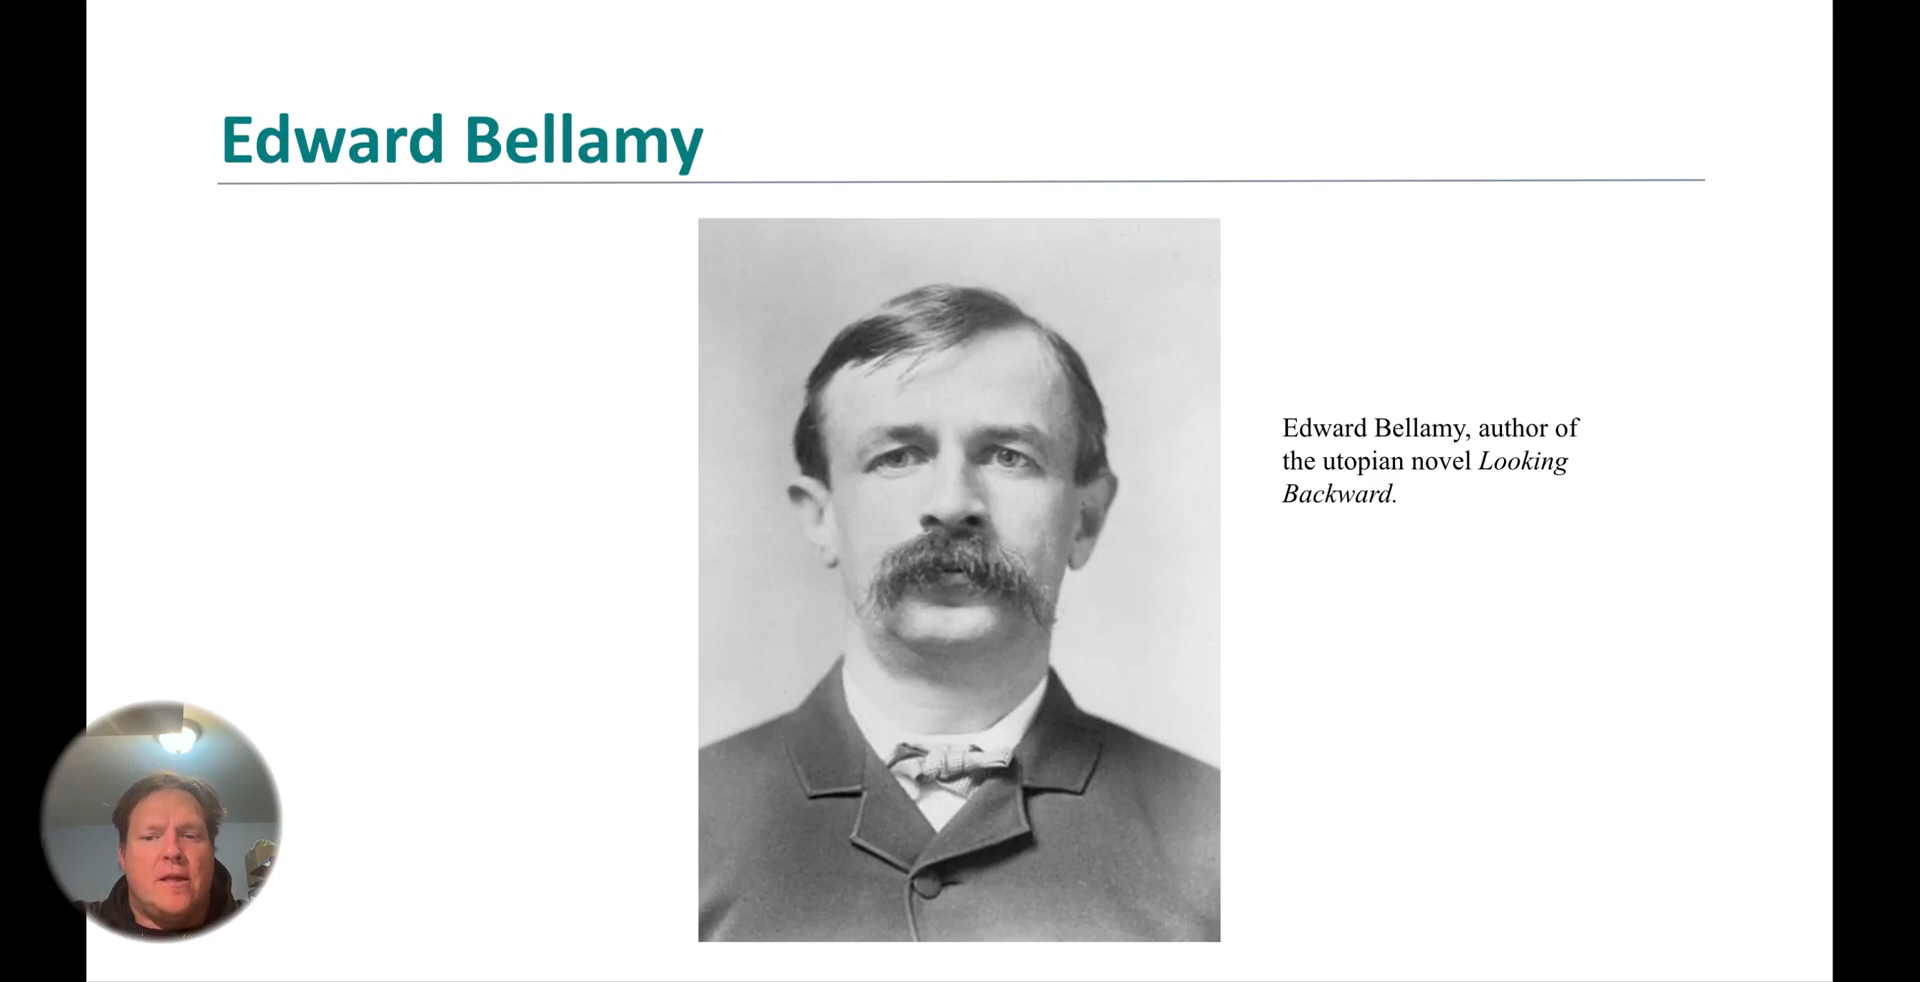 Edward Bellamy
Edward Bellamy, author of
the utopian novel Looking
Backward.